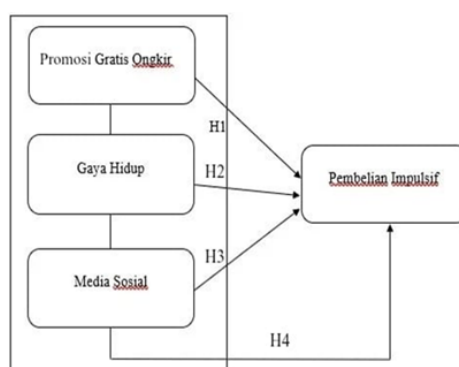 Promosi Gratis Ongkir
H1
Gaya Hidup
H2
Pembelian Impulsif
H3
Media Sosial
H4